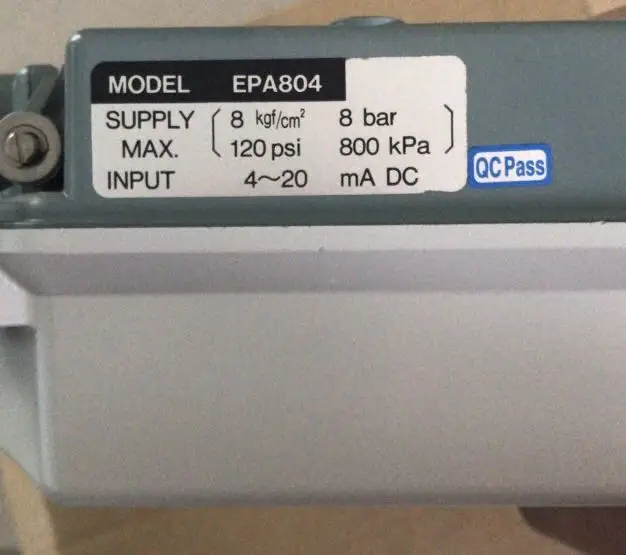 MODEL EPA804
SUPPLY 8 kgf/cm² 8 bar
MAX. 120 psi 800 kPa
INPUT 4～20 mA DC
QC Pass